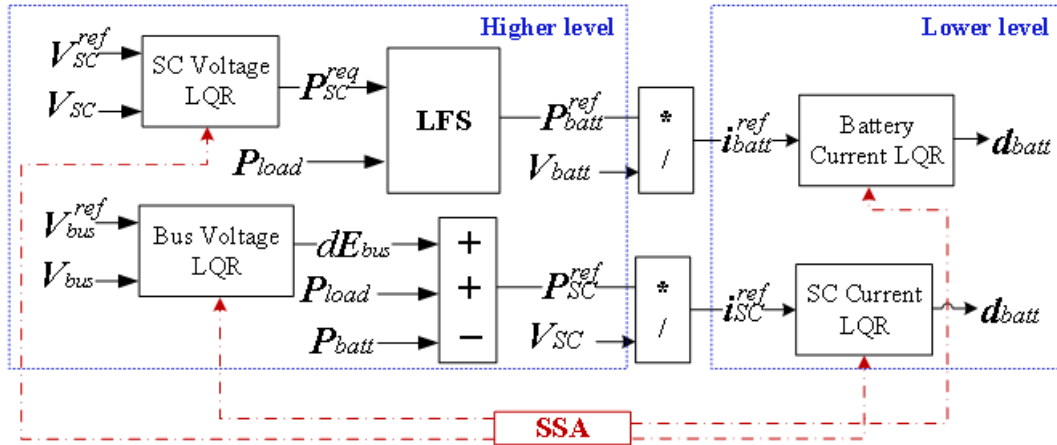 Higher level
Lower level
V_SC^ref
V_SC
SC Voltage
LQR
P_SC^req
P_load
LFS
P_batt^ref
V_batt
*
/
i_batt^ref
Battery
Current LQR
d_batt
V_bus^ref
V_bus
Bus Voltage
LQR
dE_bus
P_load
P_batt
+
+
−
P_SC^ref
V_SC
*
/
i_SC^ref
SC Current
LQR
d_batt
SSA